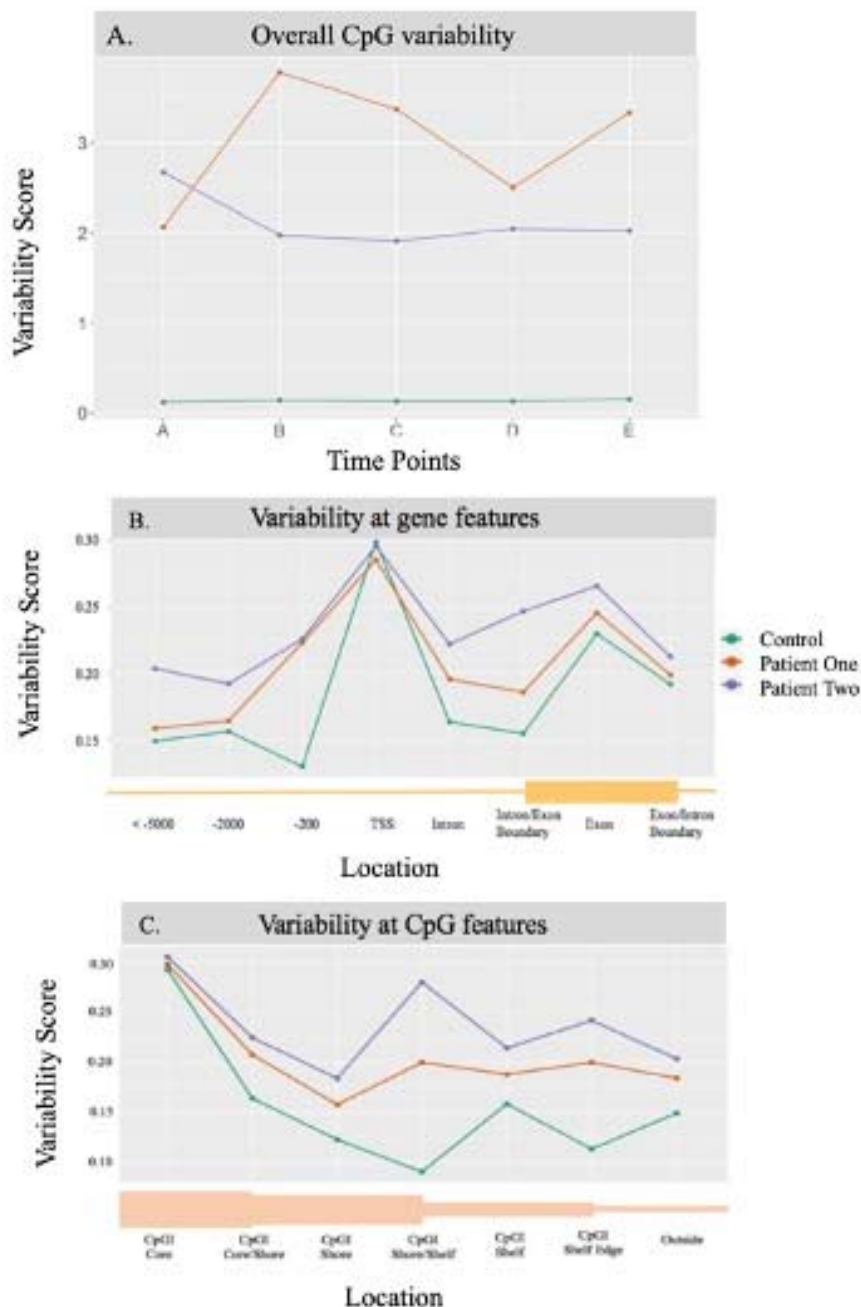 A. Overall CpG variability
3
2
1
0
Variability Score
A B C D E
Time Points
B. Variability at gene features
0.30
0.25
0.20
0.15
Variability Score
< -5000 -2000 -200 TSS Intron Intron/Exon Boundary Exon Exon/Intron Boundary
Location
Control
Patient One
Patient Two
C. Variability at CpG features
0.30
0.25
0.20
0.15
0.10
Variability Score
CpGI Core CpGI Core/Shore CpGI Shore CpGI Shore/Shelf CpGI Shelf CpGI Shelf Edge Outside
Location